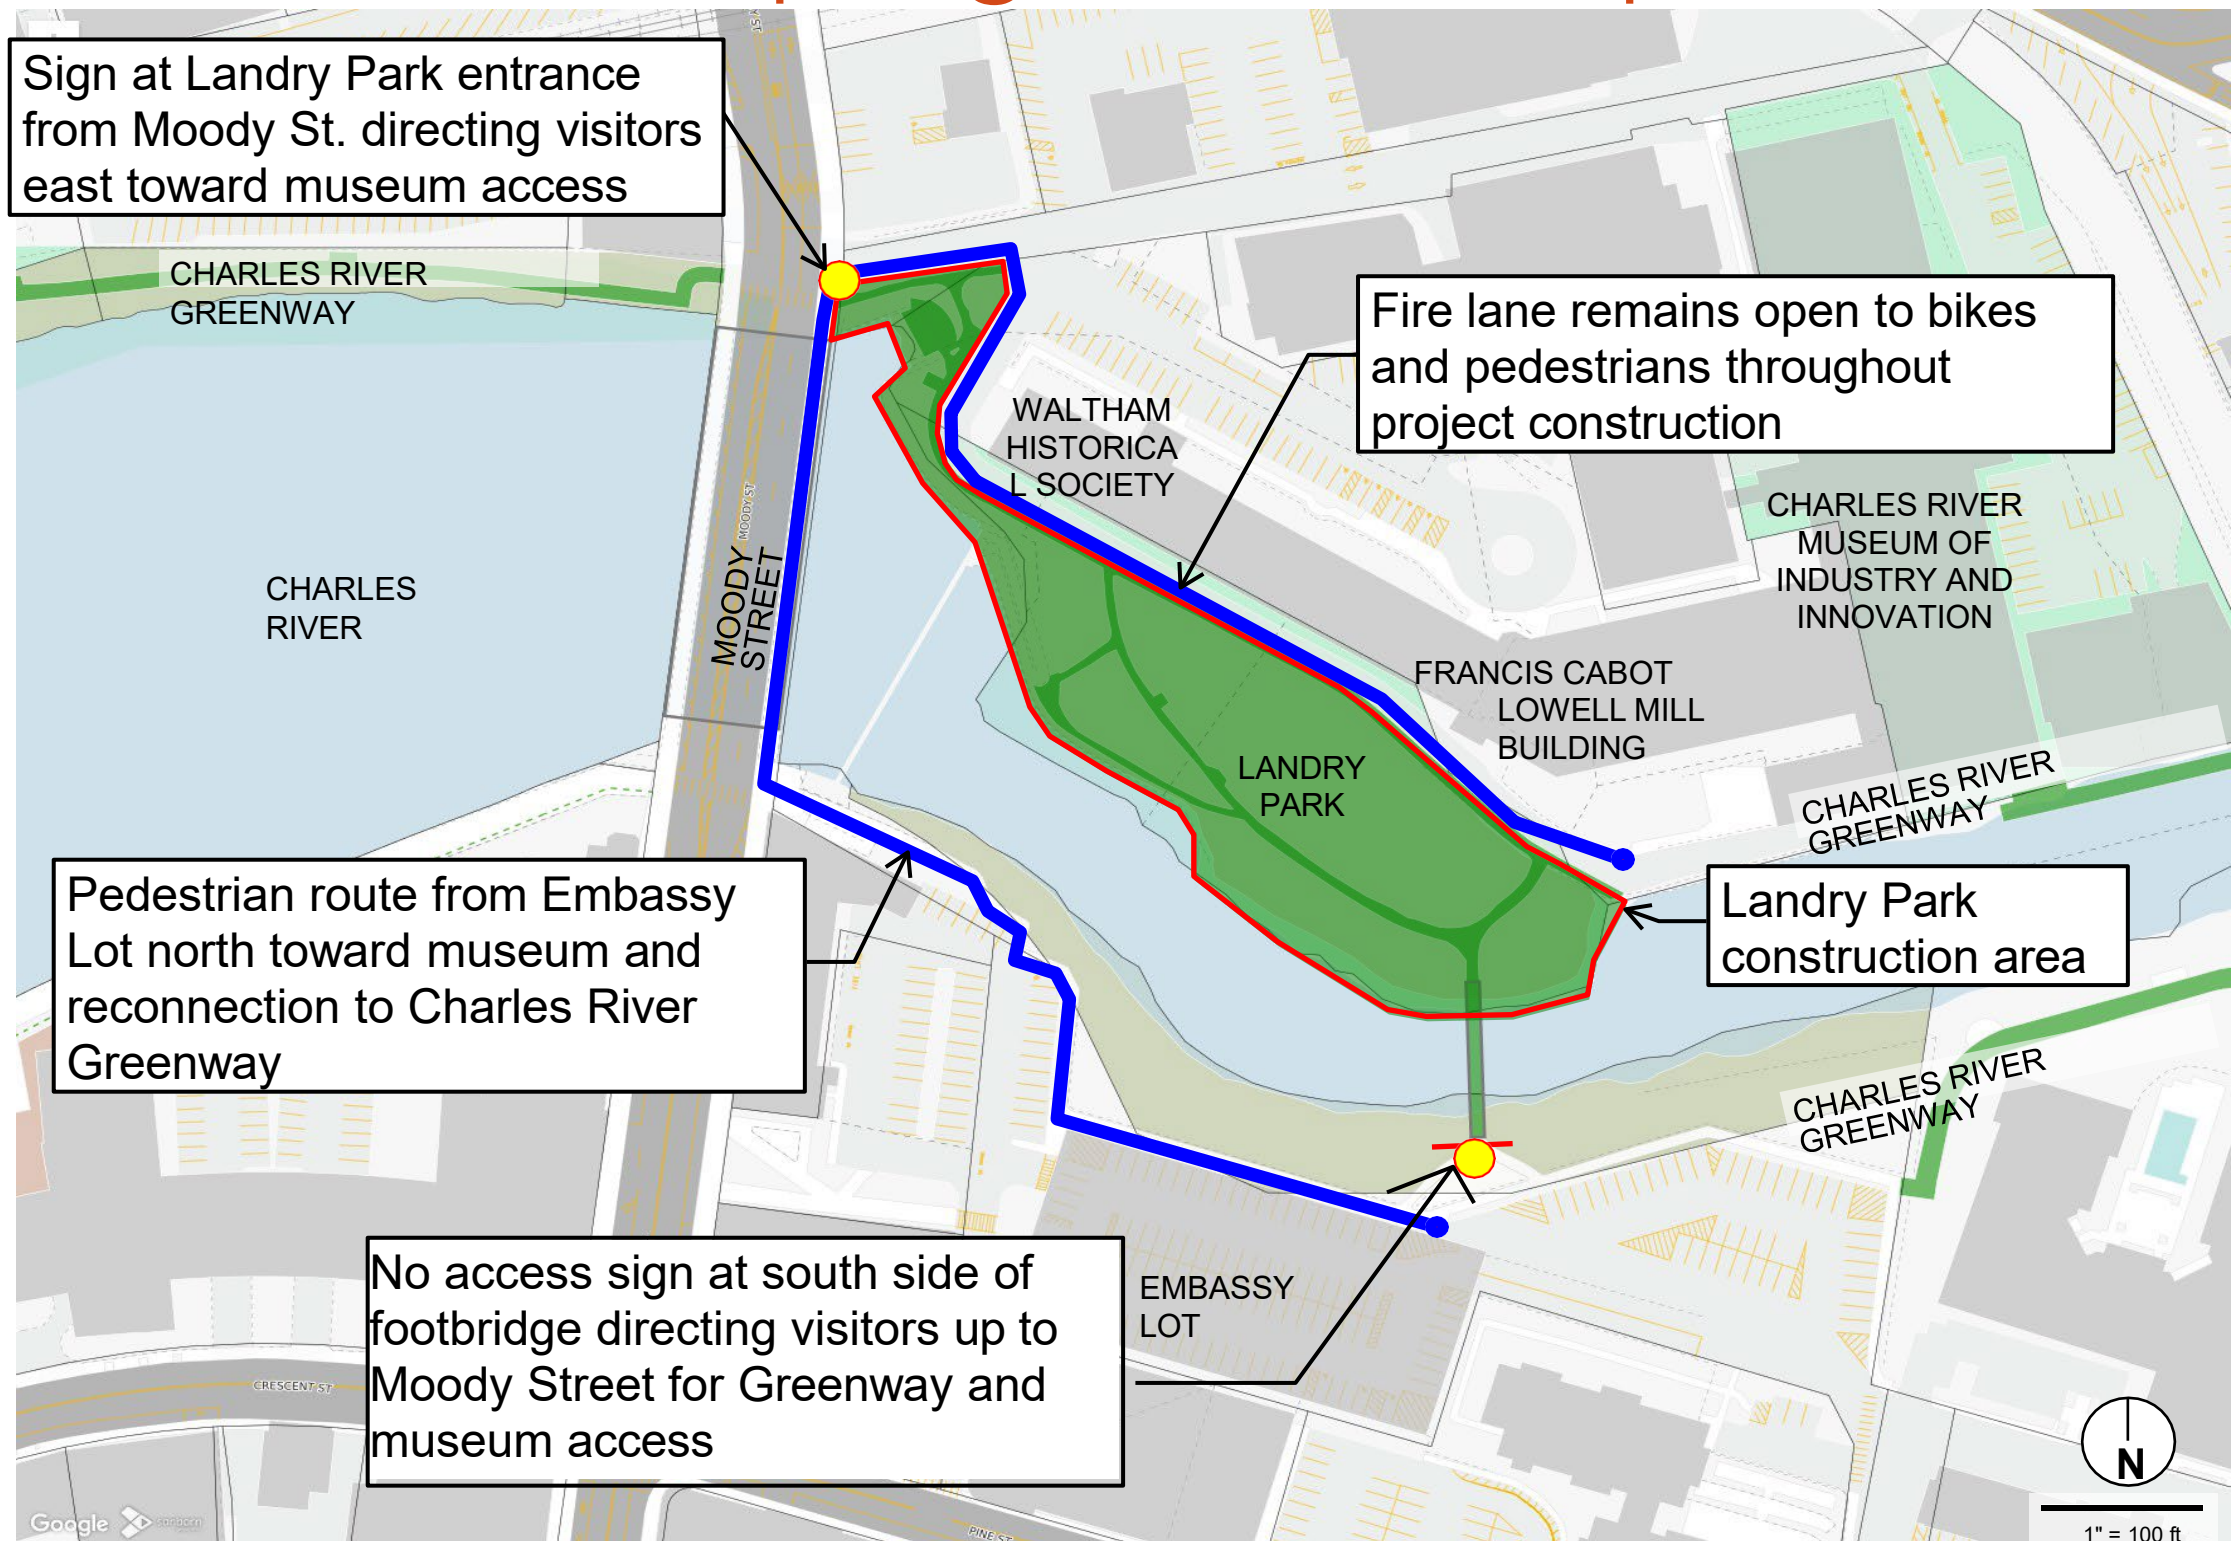 Sign at Landry Park entrance
from Moody St. directing visitors
east toward museum access
CHARLES RIVER
GREENWAY
Fire lane remains open to bikes
and pedestrians throughout
project construction
WALTHAM
HISTORICA
L SOCIETY
CHARLES RIVER
MUSEUM OF
INDUSTRY AND
INNOVATION
MOODY ST
MOODY
STREET
CHARLES
RIVER
FRANCIS CABOT
LOWELL MILL
BUILDING
LANDRY
PARK
CHARLES RIVER
GREENWAY
Pedestrian route from Embassy
Lot north toward museum and
reconnection to Charles River
Greenway
Landry Park
construction area
CHARLES RIVER
GREENWAY
No access sign at south side of
footbridge directing visitors up to
Moody Street for Greenway and
museum access
EMBASSY
LOT
CRESCENT ST
N
Google
PINE ST
1" = 100 ft